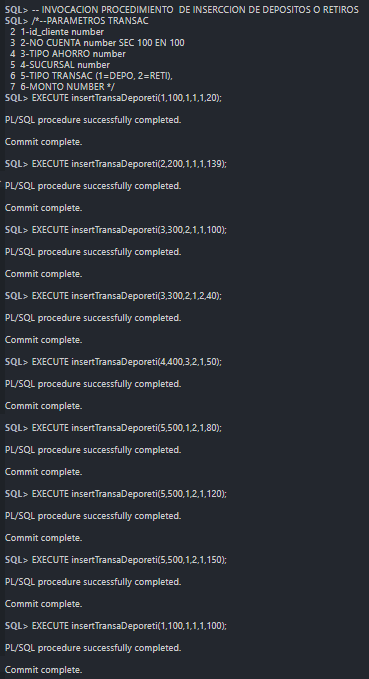 SQL> -- INVOCACION PROCEDIMIENTO  DE INSERCCION DE DEPOSITOS O RETIROS
SQL> /*--PARAMETROS TRANSAC
2 1-id_cliente number
3 2-NO CUENTA number SEC 100 EN 100
4 3-TIPO AHORRO number
5 4-SUCURSAL number
6 5-TIPO TRANSAC (1=DEPO, 2=RETI),
7 6-MONTO NUMBER */
SQL> EXECUTE insertTransaDeporeti(1,100,1,1,1,20);
PL/SQL procedure successfully completed.
Commit complete.
SQL> EXECUTE insertTransaDeporeti(2,200,1,1,1,139);
PL/SQL procedure successfully completed.
Commit complete.
SQL> EXECUTE insertTransaDeporeti(3,300,2,1,1,100);
PL/SQL procedure successfully completed.
Commit complete.
SQL> EXECUTE insertTransaDeporeti(3,300,2,1,2,40);
PL/SQL procedure successfully completed.
Commit complete.
SQL> EXECUTE insertTransaDeporeti(4,400,3,2,1,50);
PL/SQL procedure successfully completed.
Commit complete.
SQL> EXECUTE insertTransaDeporeti(5,500,1,2,1,80);
PL/SQL procedure successfully completed.
Commit complete.
SQL> EXECUTE insertTransaDeporeti(5,500,1,2,1,120);
PL/SQL procedure successfully completed.
Commit complete.
SQL> EXECUTE insertTransaDeporeti(5,500,1,2,1,150);
PL/SQL procedure successfully completed.
Commit complete.
SQL> EXECUTE insertTransaDeporeti(1,100,1,1,1,100);
PL/SQL procedure successfully completed.
Commit complete.